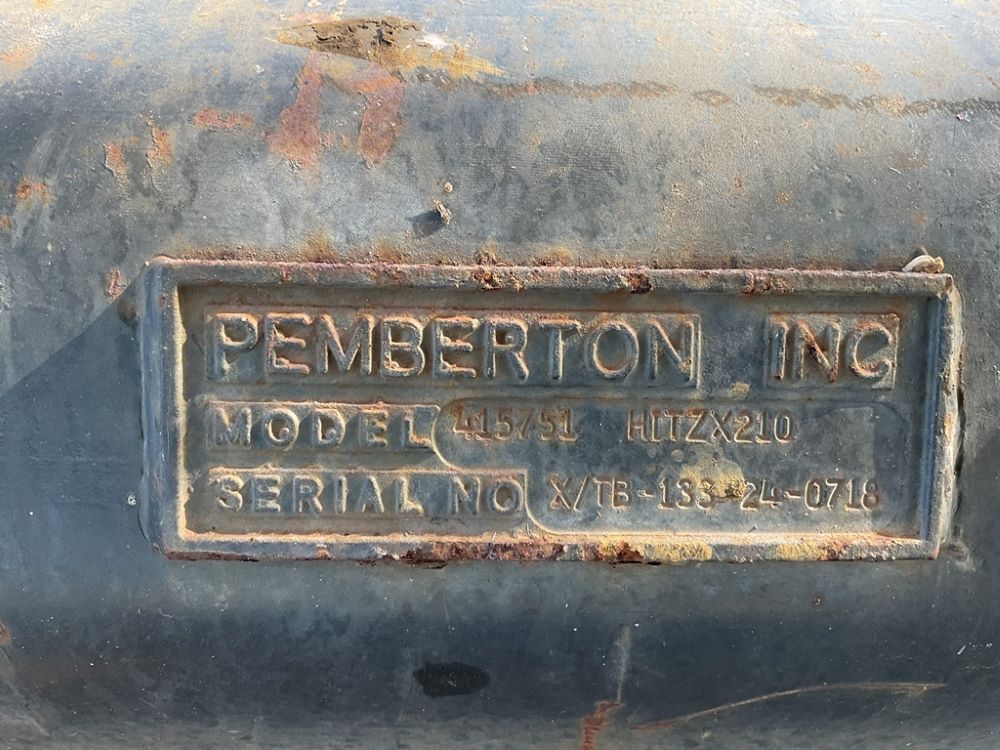 PEMBERTON INC
MODEL 415751 HITZX210
SERIAL NO X/TB-133-24-0718